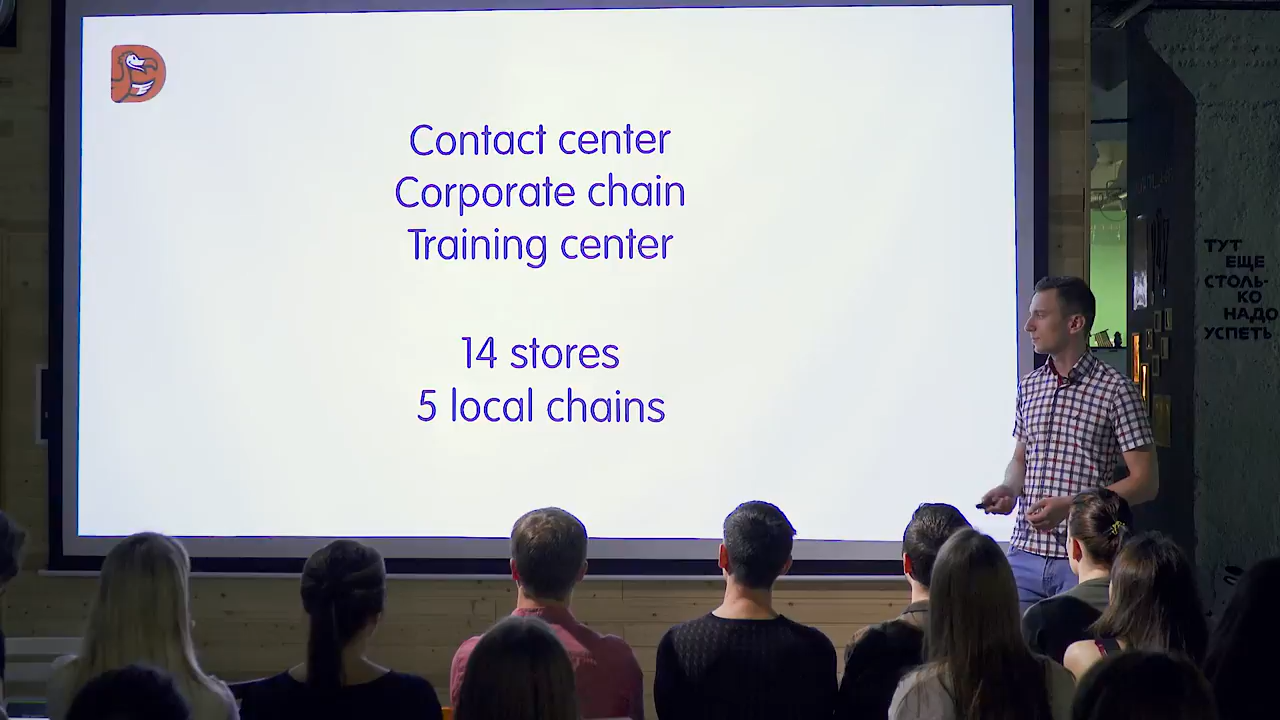 Contact center
Corporate chain
Training center
14 stores
5 local chains
ТУТ
ЕЩЕ
СТОЛЬ-
КО
НАДО
УСПЕТЬ